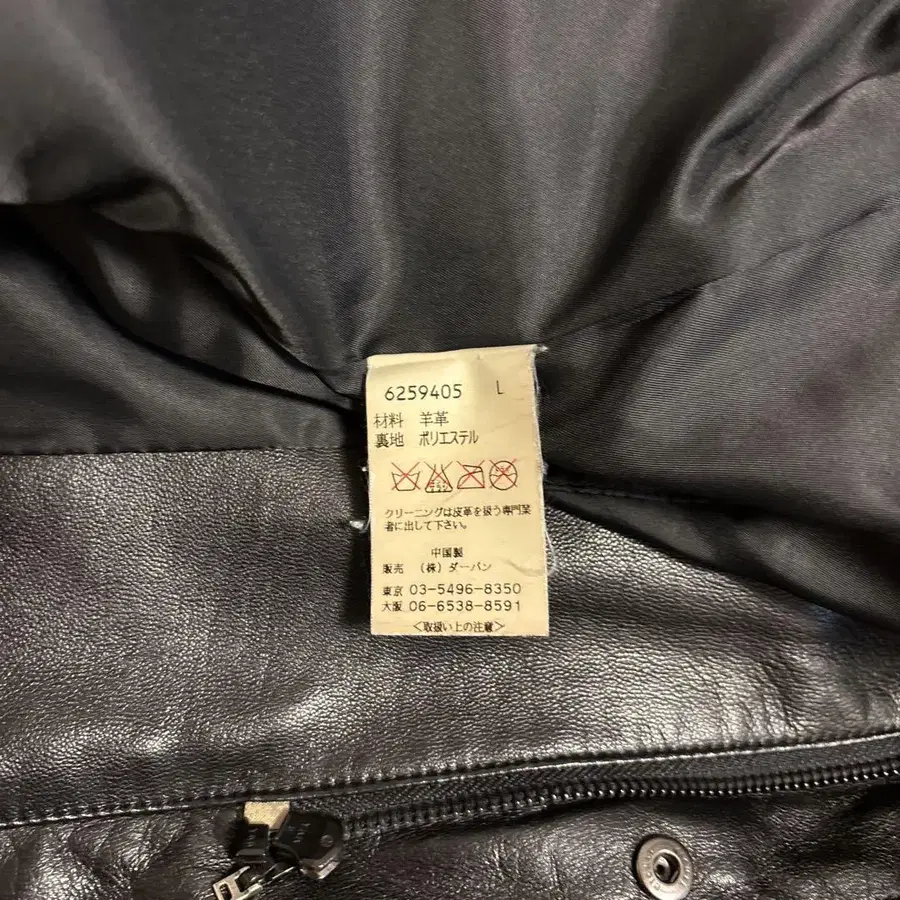 6259405 L
材料 羊革
裏地 ポリエステル
クリーニングは皮革を扱う専門業
者に出して下さい。
中国製
販売 (株) ダーバン
東京 03-5496-8350
大阪 06-6538-8591
<取扱い上の注意>